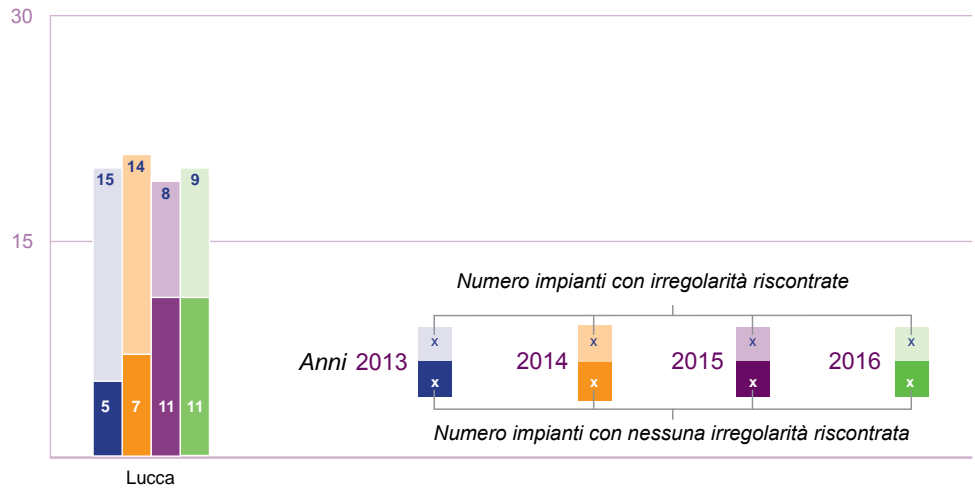 30
15 14 8 9
15
5 7 11 11
Lucca
Numero impianti con irregolarità riscontrate
x x x x
Anni 2013 2014 2015 2016
x x x x
Numero impianti con nessuna irregolarità riscontrata